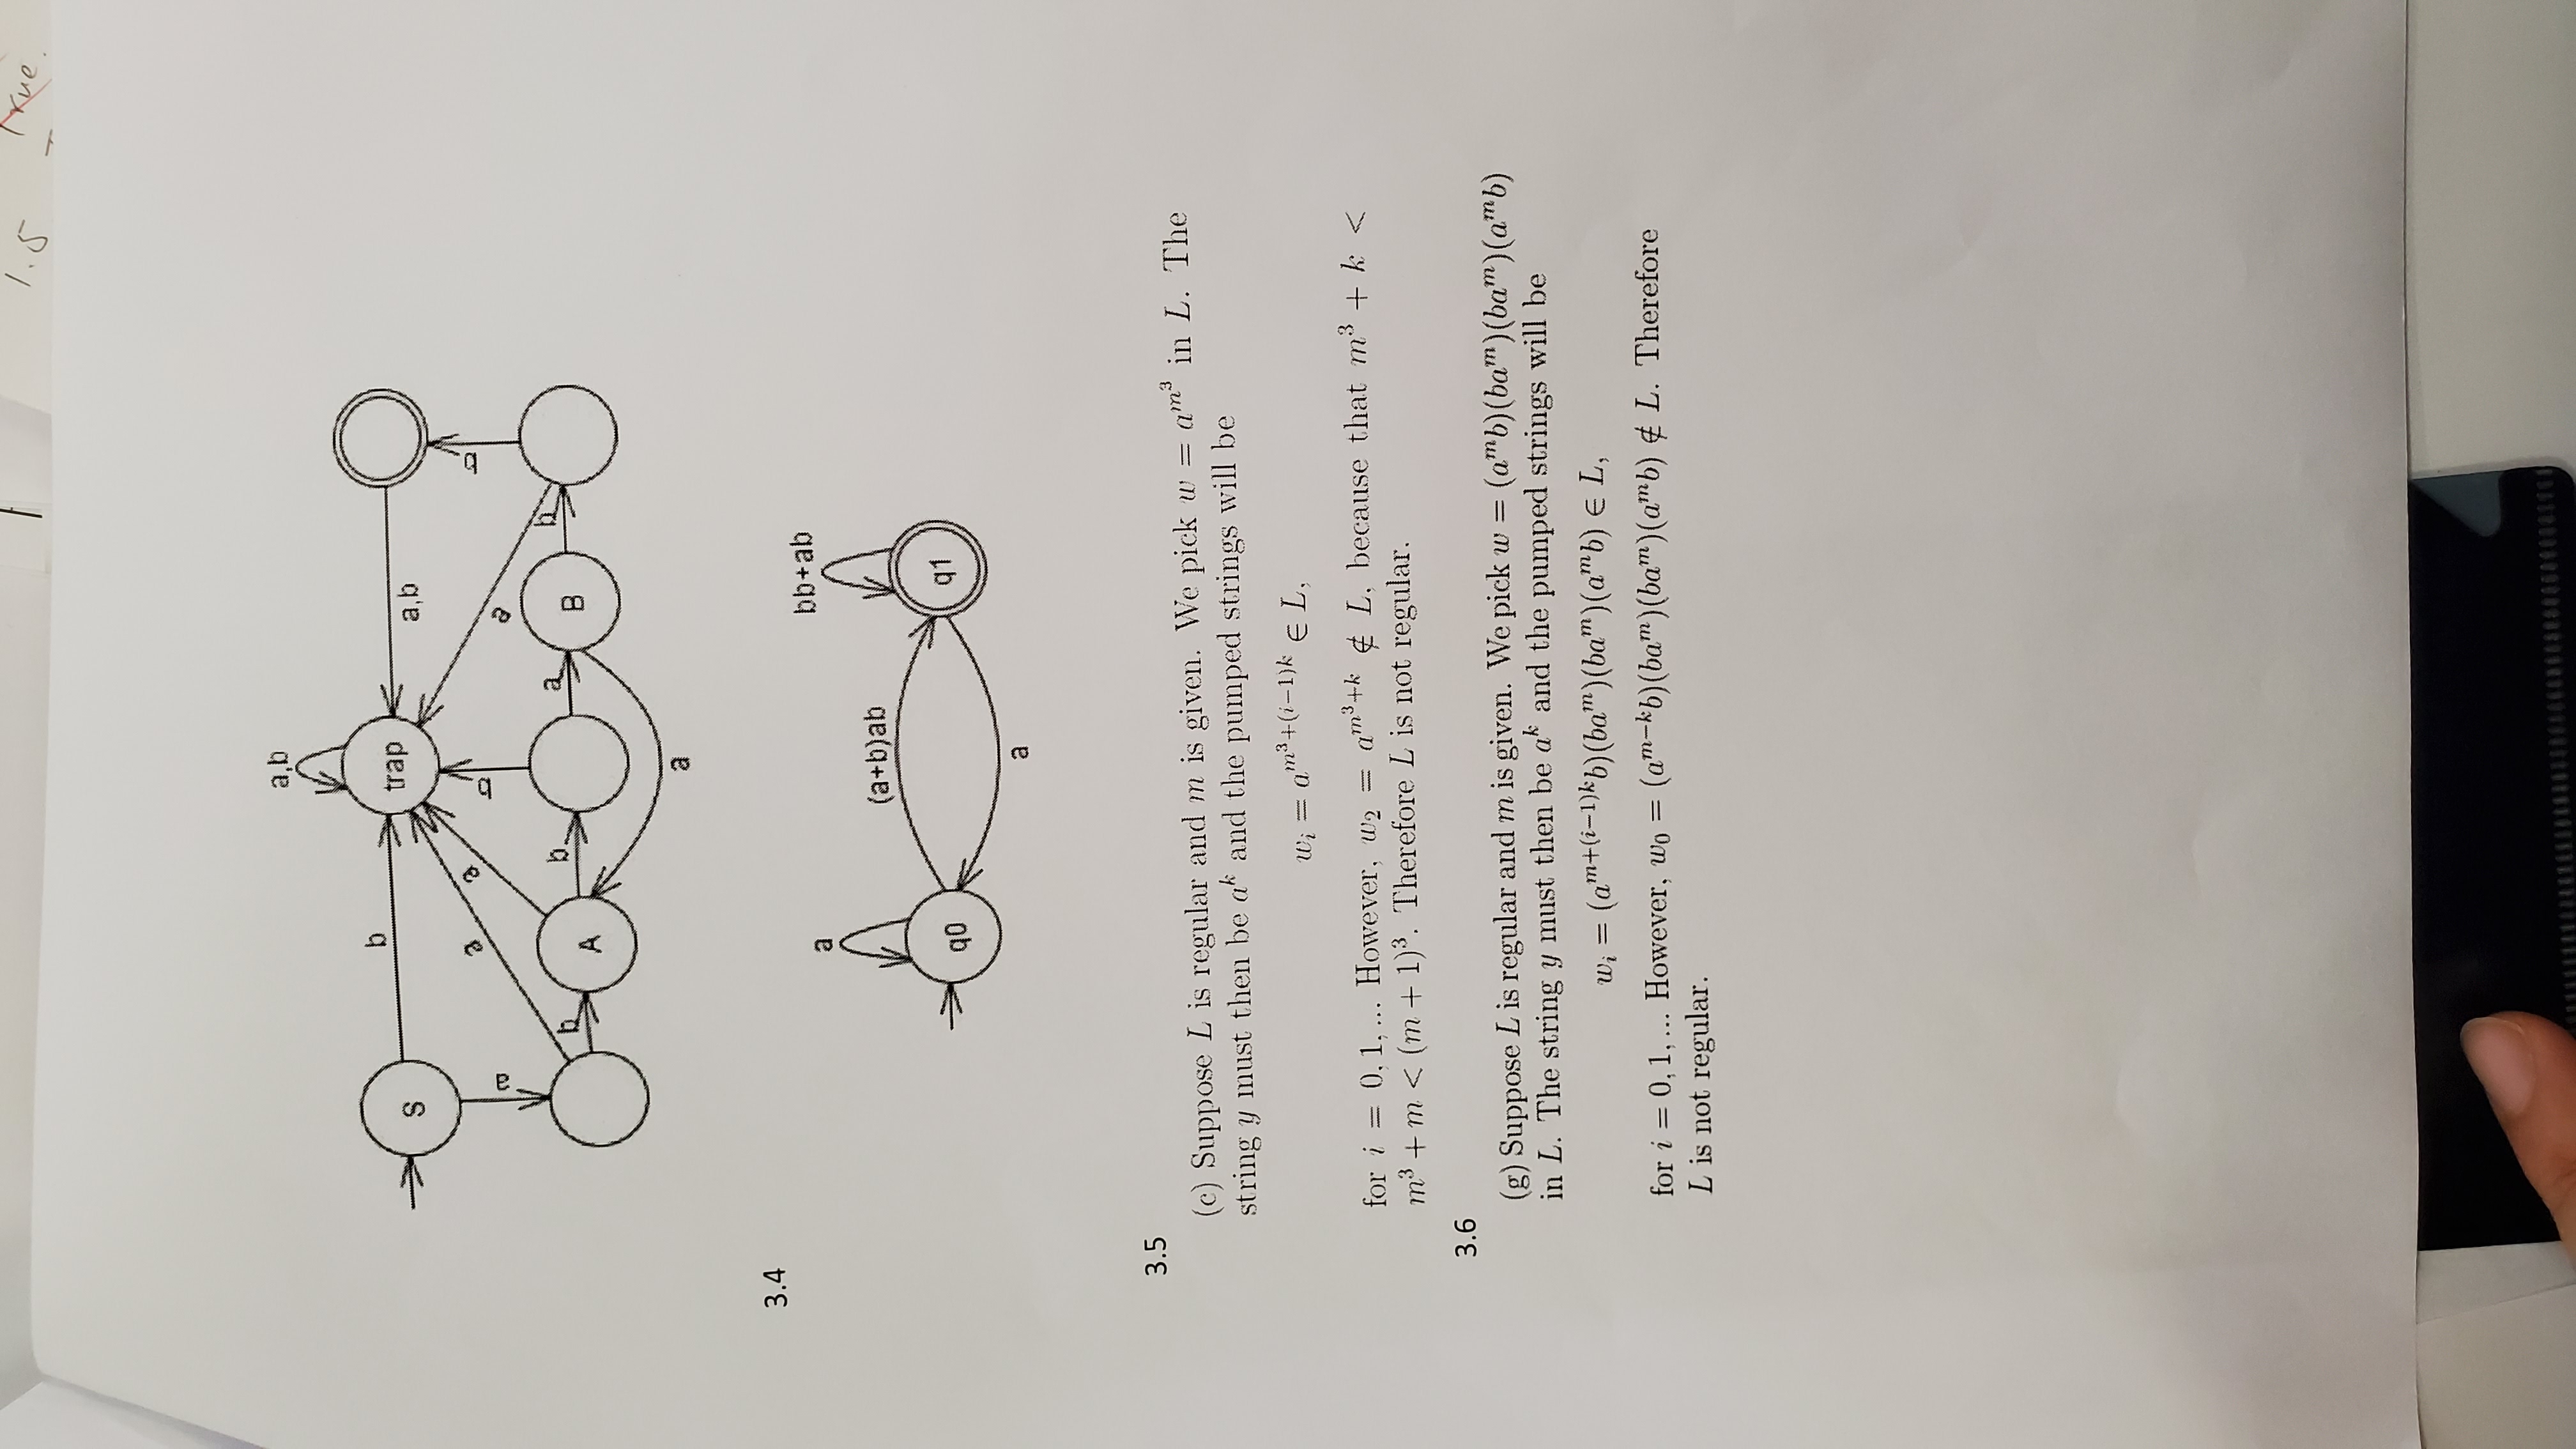 1.5 True.
a,b
b
trap
S
a,b
a
a
a
b
a
b
b
A
b
a
B
b
a
3.4
a
bb+ab
(a+b)ab
q0
q1
a
3.5
(c) Suppose L is regular and m is given. We pick w = a^{m^3} in L. The
string y must then be a^k and the pumped strings will be
w_i = a^{m^3+(i−1)k} ∈ L,
for i = 0, 1, ... However, w_2 = a^{m^3+k} ∉ L, because that m^3 + k <
m^3 + m < (m + 1)^3. Therefore L is not regular.
3.6
(g) Suppose L is regular and m is given. We pick w = (a^m b)(ba^m)(ba^m)(a^m b)
in L. The string y must then be a^k and the pumped strings will be
w_i = (a^{m+(i−1)k} b)(ba^m)(ba^m)(a^m b) ∈ L,
for i = 0, 1, ... However, w_0 = (a^{m−k} b)(ba^m)(ba^m)(a^m b) ∉ L. Therefore
L is not regular.